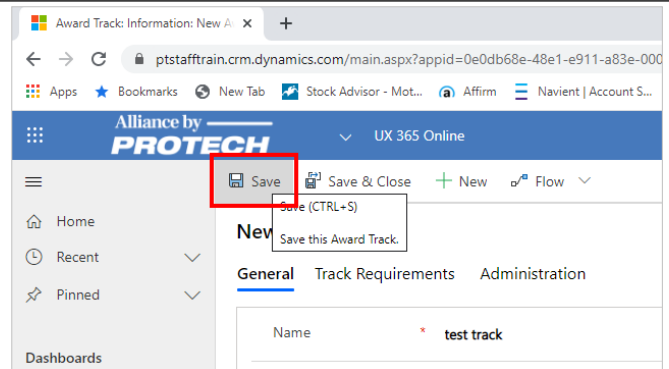 Award Track: Information: New A
ptstafftrain.crm.dynamics.com/main.aspx?appid=0e0db68e-48e1-e911-a83e-000
Apps Bookmarks New Tab Stock Advisor - Mot... Affirm Navient | Account S...
Alliance by
PROTECH
UX 365 Online
Save Save & Close New Flow
Save (CTRL+S)
Save this Award Track.
Home
New
Recent
General Track Requirements Administration
Pinned
Name * test track
Dashboards